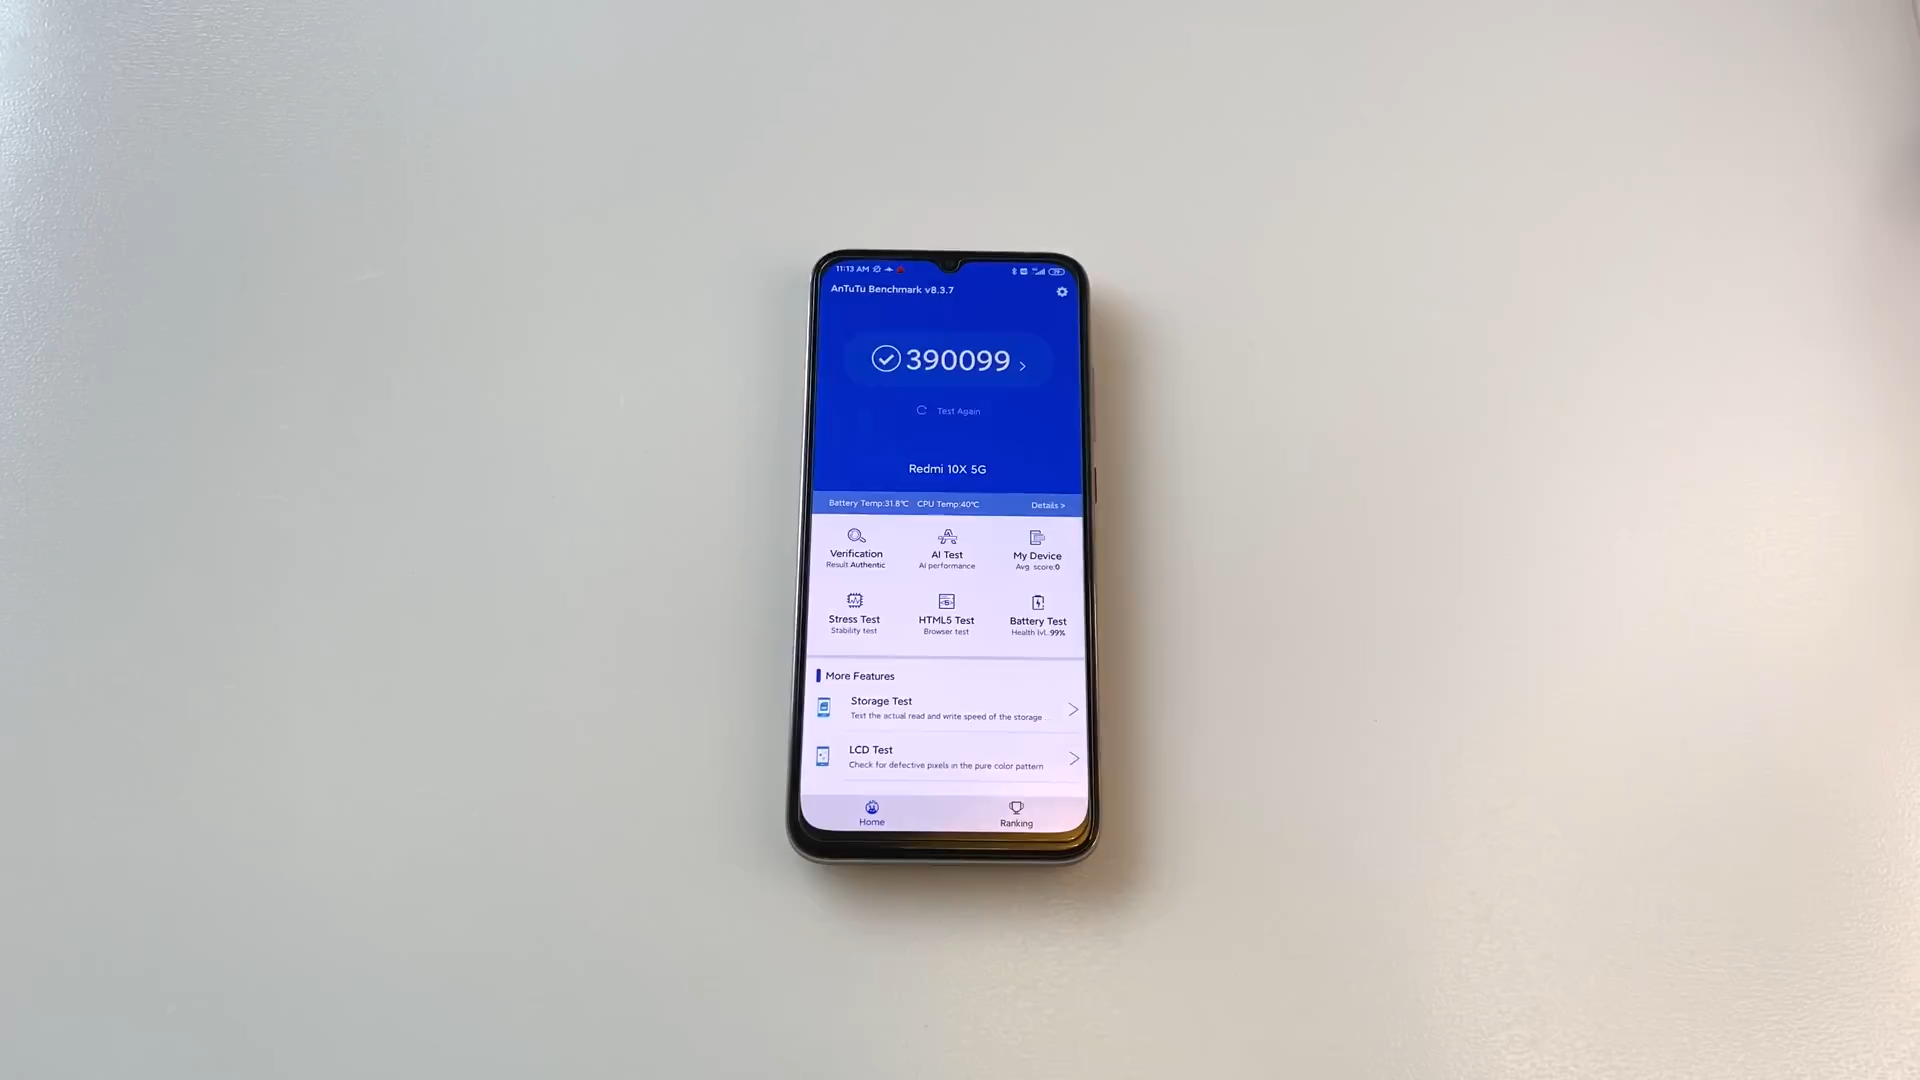 11:13 AM
AnTuTu Benchmark v8.3.7
390099 >
Test Again
Redmi 10X 5G
Battery Temp:31.8℃ CPU Temp:40℃ Details >
Verification AI Test My Device
Result Authentic AI performance Avg score:0
Stress Test HTML5 Test Battery Test
Stability test Browser test Health lvl.:99%
More Features
Storage Test
Test the actual read and write speed of the storage ...
LCD Test
Check for defective pixels in the pure color pattern
Home Ranking